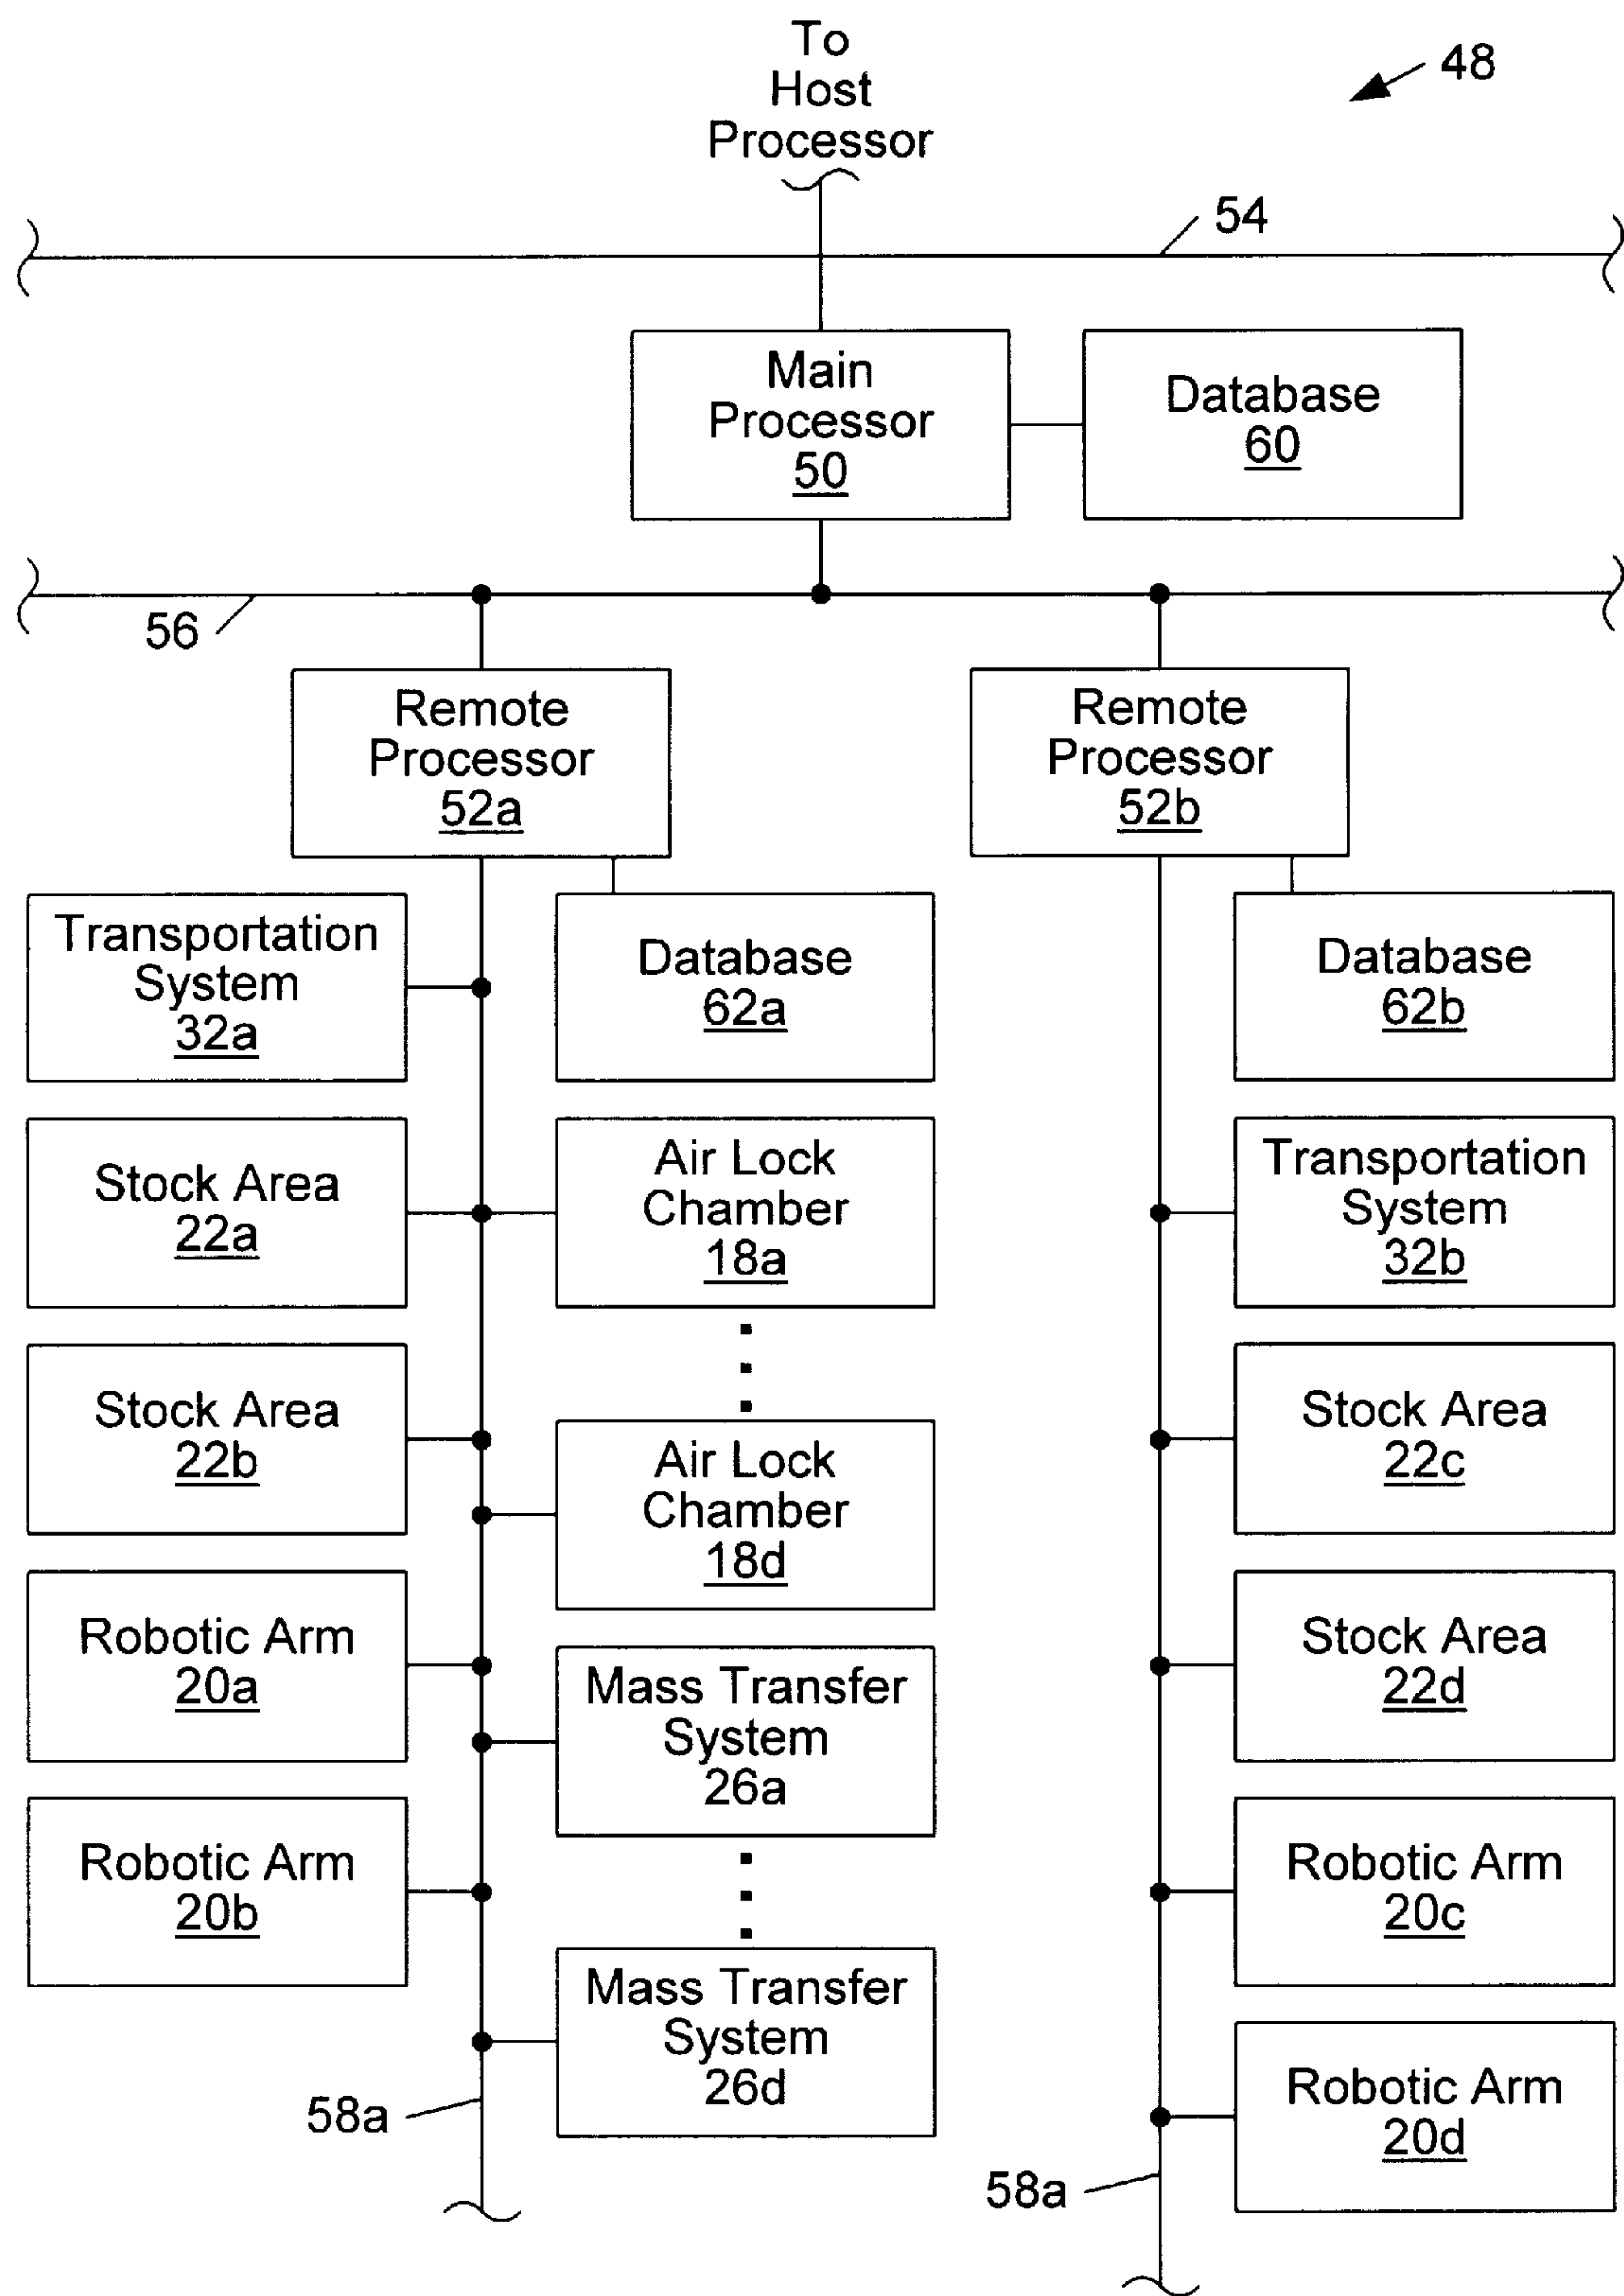 To
Host
Processor
48
54
Main
Processor
50
Database
60
56
Remote
Processor
52a
Remote
Processor
52b
Transportation
System
32a
Database
62a
Database
62b
Stock Area
22a
Air Lock
Chamber
18a
Transportation
System
32b
Stock Area
22b
Air Lock
Chamber
18d
Stock Area
22c
Robotic Arm
20a
Mass Transfer
System
26a
Stock Area
22d
Robotic Arm
20b
Mass Transfer
System
26d
Robotic Arm
20c
Robotic Arm
20d
58a
58a